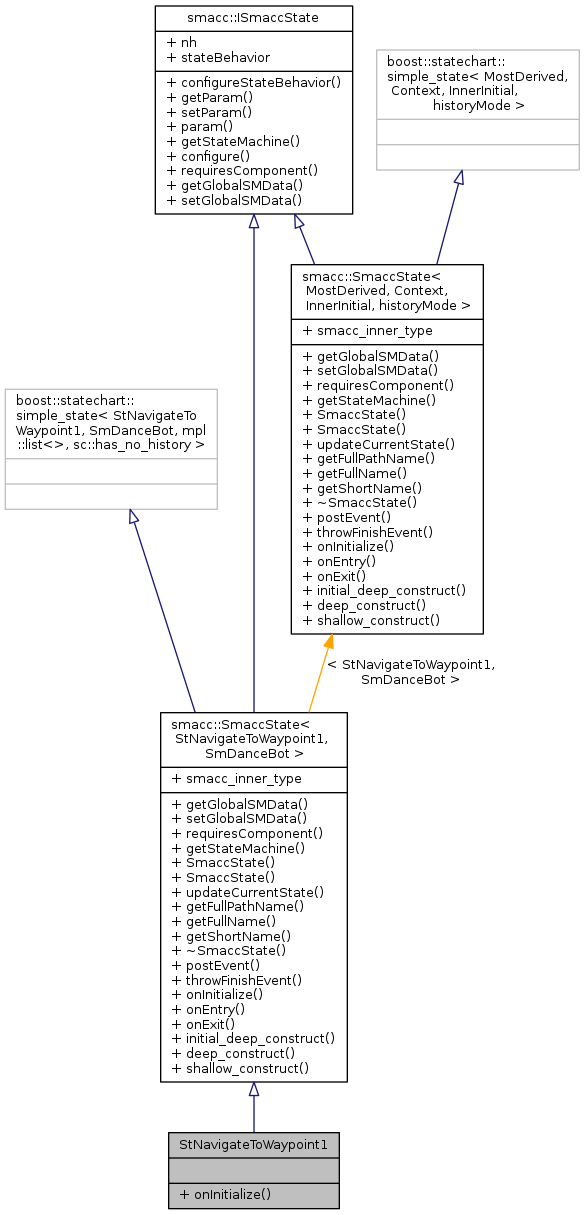 smacc::ISmaccState
+ nh
+ stateBehavior
+ configureStateBehavior()
+ getParam()
+ setParam()
+ param()
+ getStateMachine()
+ configure()
+ requiresComponent()
+ getGlobalSMData()
+ setGlobalSMData()
boost::statechart::
simple_state< MostDerived,
Context, InnerInitial,
historyMode >
smacc::SmaccState<
MostDerived, Context,
InnerInitial, historyMode >
+ smacc_inner_type
+ getGlobalSMData()
+ setGlobalSMData()
+ requiresComponent()
+ getStateMachine()
+ SmaccState()
+ SmaccState()
+ updateCurrentState()
+ getFullPathName()
+ getFullName()
+ getShortName()
+ ~SmaccState()
+ postEvent()
+ throwFinishEvent()
+ onInitialize()
+ onEntry()
+ onExit()
+ initial_deep_construct()
+ deep_construct()
+ shallow_construct()
boost::statechart::
simple_state< StNavigateTo
Waypoint1, SmDanceBot, mpl
::list<>, sc::has_no_history >
< StNavigateToWaypoint1,
SmDanceBot >
smacc::SmaccState<
StNavigateToWaypoint1,
SmDanceBot >
+ smacc_inner_type
+ getGlobalSMData()
+ setGlobalSMData()
+ requiresComponent()
+ getStateMachine()
+ SmaccState()
+ SmaccState()
+ updateCurrentState()
+ getFullPathName()
+ getFullName()
+ getShortName()
+ ~SmaccState()
+ postEvent()
+ throwFinishEvent()
+ onInitialize()
+ onEntry()
+ onExit()
+ initial_deep_construct()
+ deep_construct()
+ shallow_construct()
StNavigateToWaypoint1
+ onInitialize()